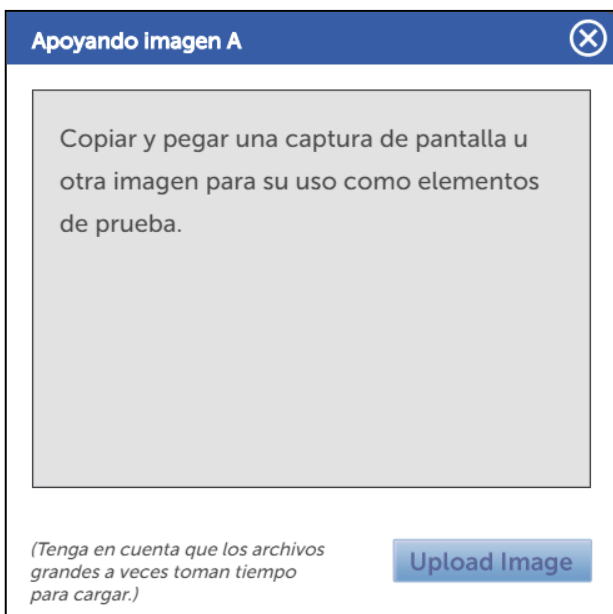 Apoyando imagen A
Copiar y pegar una captura de pantalla u
otra imagen para su uso como elementos
de prueba.
(Tenga en cuenta que los archivos
grandes a veces toman tiempo
para cargar.)
Upload Image